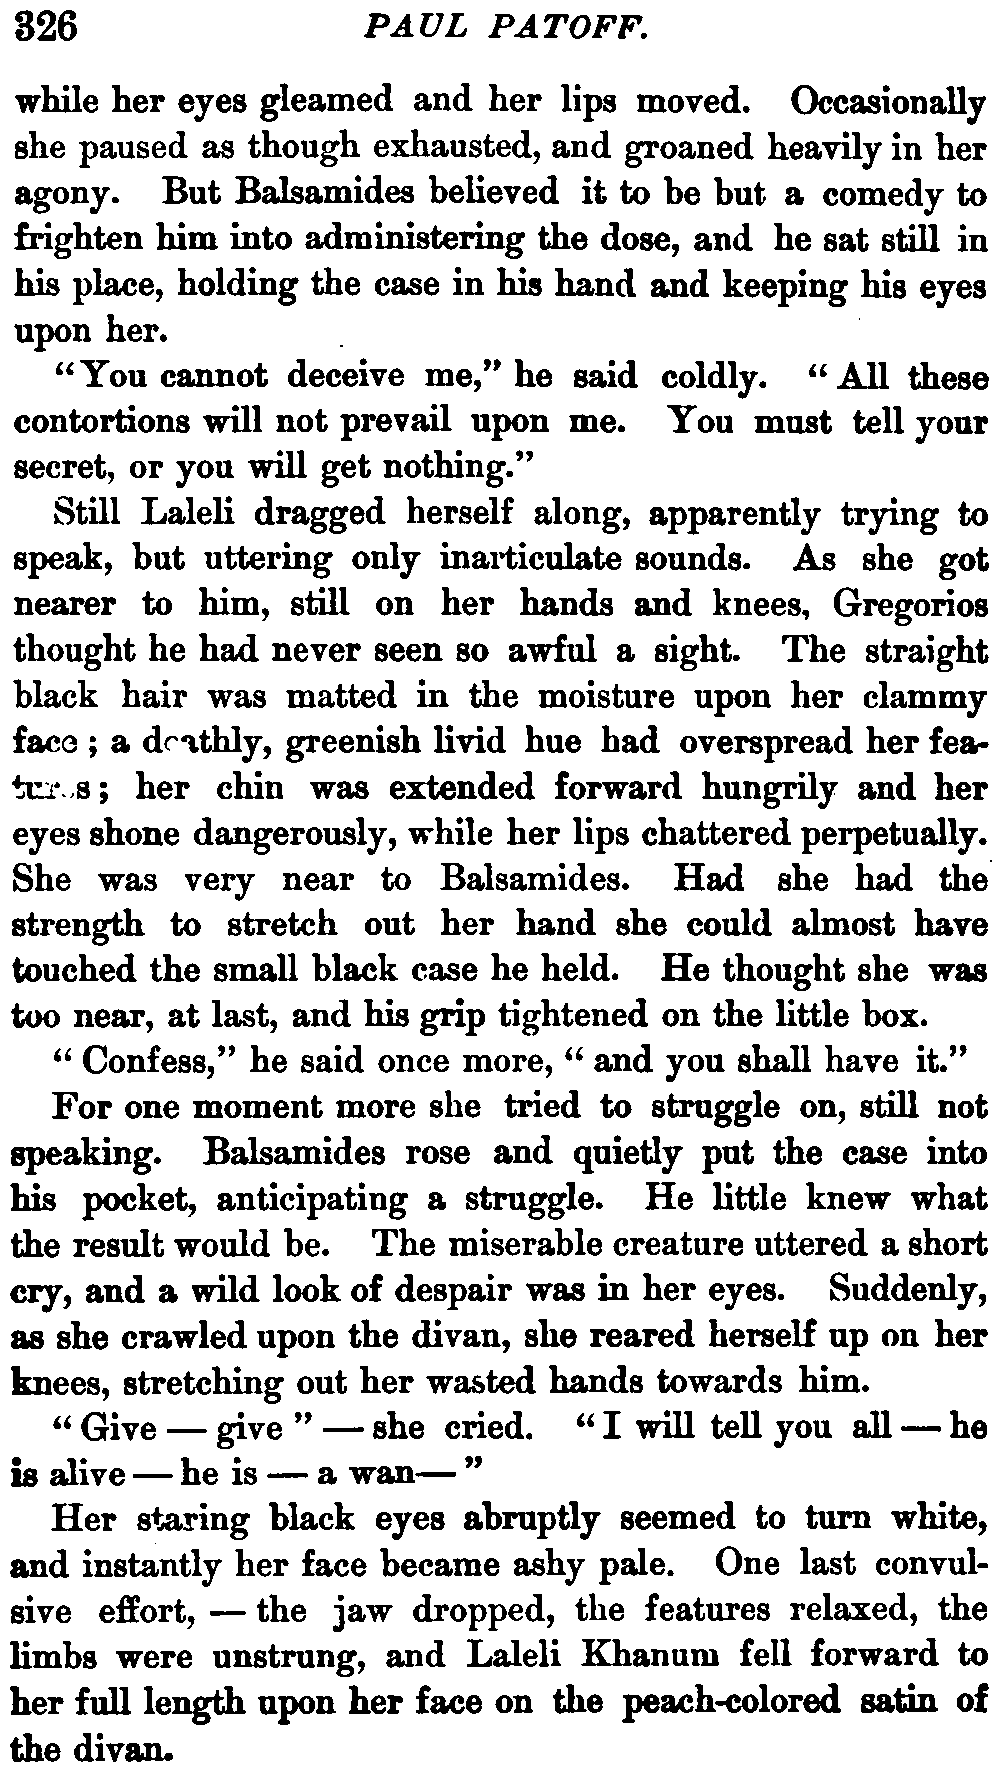 326 PAUL PATOFF.
while her eyes gleamed and her lips moved. Occasionally
she paused as though exhausted, and groaned heavily in her
agony. But Balsamides believed it to be but a comedy to
frighten him into administering the dose, and he sat still in
his place, holding the case in his hand and keeping his eyes
upon her.
"You cannot deceive me," he said coldly. "All these
contortions will not prevail upon me. You must tell your
secret, or you will get nothing."
Still Laleli dragged herself along, apparently trying to
speak, but uttering only inarticulate sounds. As she got
nearer to him, still on her hands and knees, Gregorios
thought he had never seen so awful a sight. The straight
black hair was matted in the moisture upon her clammy
face; a deathly, greenish livid hue had overspread her fea-
tures; her chin was extended forward hungrily and her
eyes shone dangerously, while her lips chattered perpetually.
She was very near to Balsamides. Had she had the
strength to stretch out her hand she could almost have
touched the small black case he held. He thought she was
too near, at last, and his grip tightened on the little box.
"Confess," he said once more, "and you shall have it."
For one moment more she tried to struggle on, still not
speaking. Balsamides rose and quietly put the case into
his pocket, anticipating a struggle. He little knew what
the result would be. The miserable creature uttered a short
cry, and a wild look of despair was in her eyes. Suddenly,
as she crawled upon the divan, she reared herself up on her
knees, stretching out her wasted hands towards him.
"Give — give" — she cried. "I will tell you all — he
is alive — he is — a wan— "
Her staring black eyes abruptly seemed to turn white,
and instantly her face became ashy pale. One last convul-
sive effort, — the jaw dropped, the features relaxed, the
limbs were unstrung, and Laleli Khanum fell forward to
her full length upon her face on the peach-colored satin of
the divan.